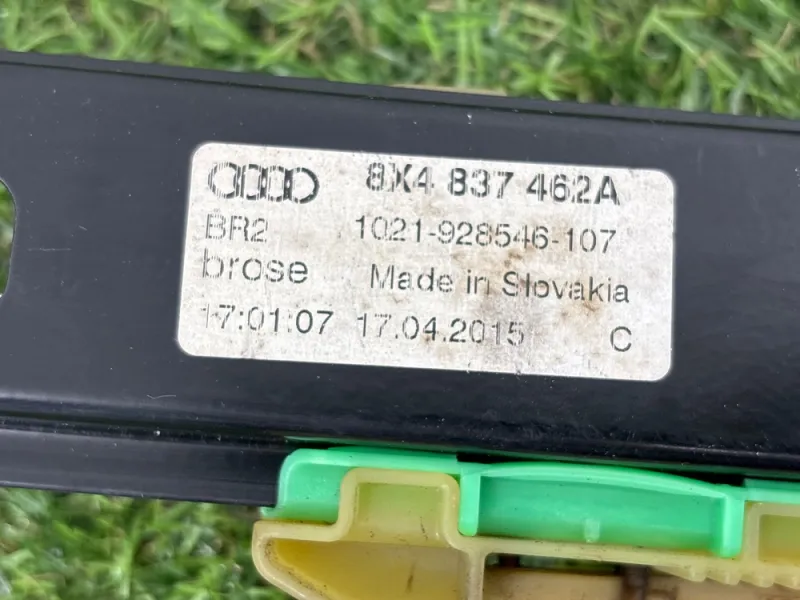 8X4 837 462A
BR2 1021-928546-107
brose Made in Slovakia
17:01:07 17.04.2015 C